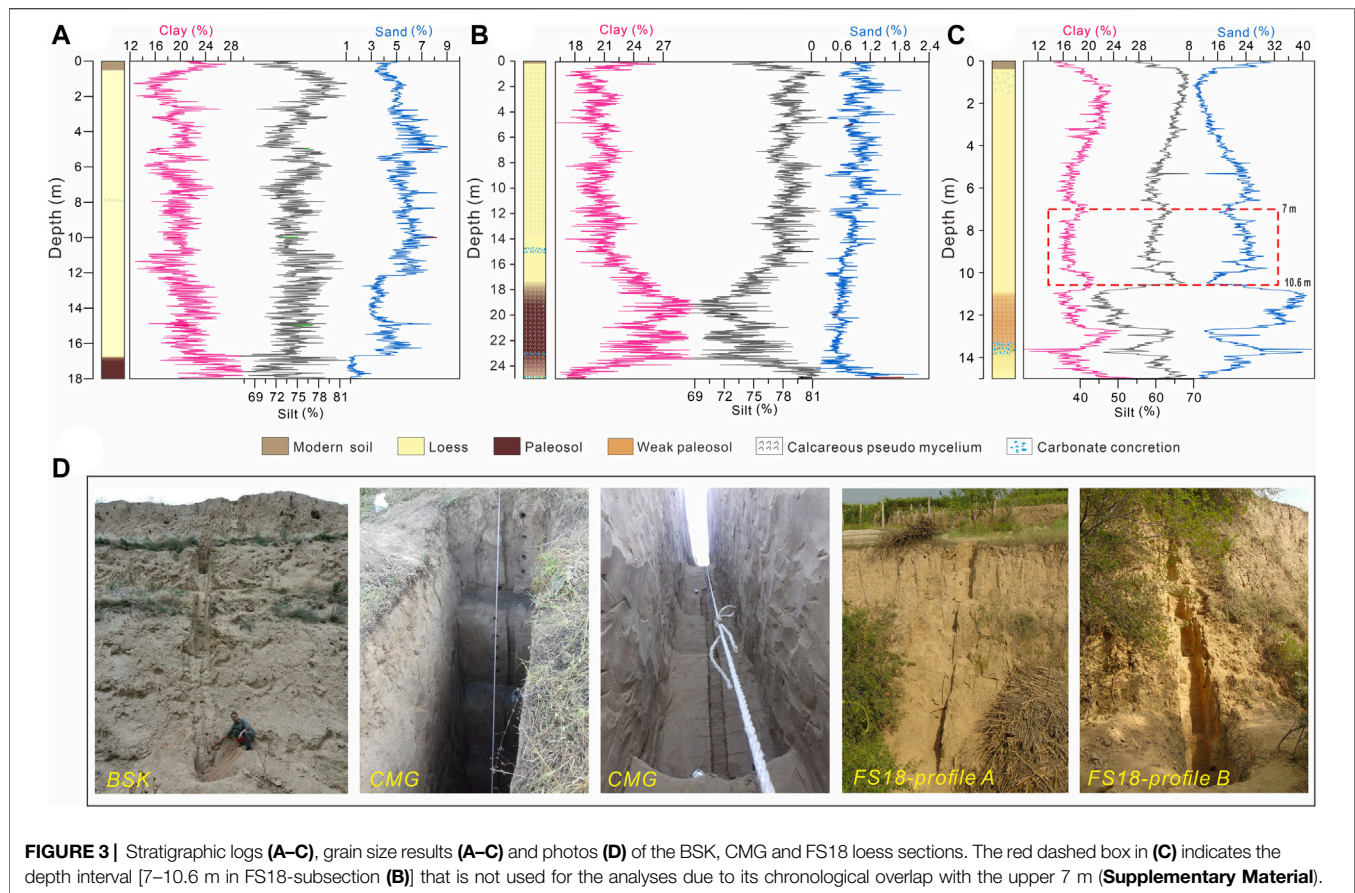 A
Clay (%)
Sand (%)
12 16 20 24 28 1 3 5 7 9
0
2
4
6
8
10
12
14
16
18
Depth (m)
69 72 75 78 81
Silt (%)
B
Clay (%)
Sand (%)
18 21 24 27 0 0.6 1.2 1.8 2.4
0
2
4
6
8
10
12
14
16
18
20
22
24
Depth (m)
69 72 75 78 81
Silt (%)
C
Clay (%)
Sand (%)
12 16 20 24 28 8 16 24 32 40
0
2
4
6
8
10
12
14
Depth (m)
7 m
10.6 m
40 50 60 70
Silt (%)
Modern soil
Loess
Paleosol
Weak paleosol
Calcareous pseudo mycelium
Carbonate concretion
D
BSK
CMG
CMG
FS18-profile A
FS18-profile B
FIGURE 3 | Stratigraphic logs (A–C), grain size results (A–C) and photos (D) of the BSK, CMG and FS18 loess sections. The red dashed box in (C) indicates the
depth interval [7–10.6 m in FS18-subsection (B)] that is not used for the analyses due to its chronological overlap with the upper 7 m (Supplementary Material).